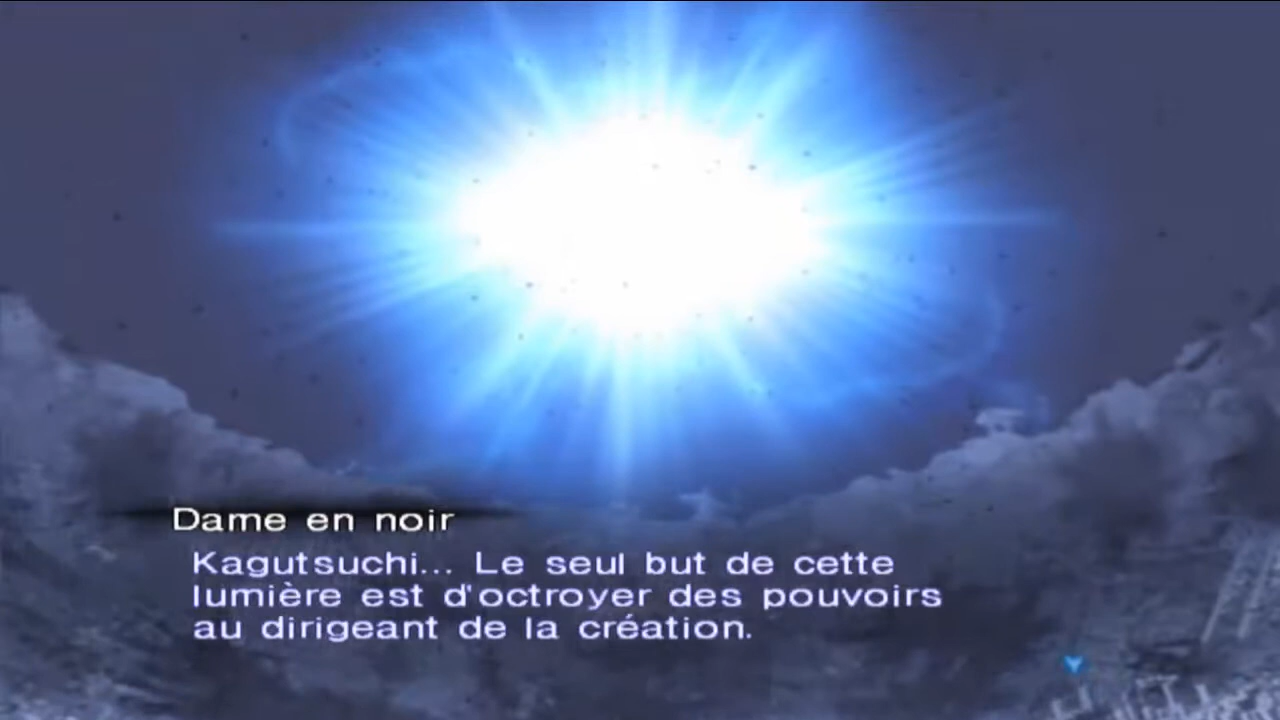 Dame en noir
Kagutsuchi... Le seul but de cette
lumière est d'octroyer des pouvoirs
au dirigeant de la création.